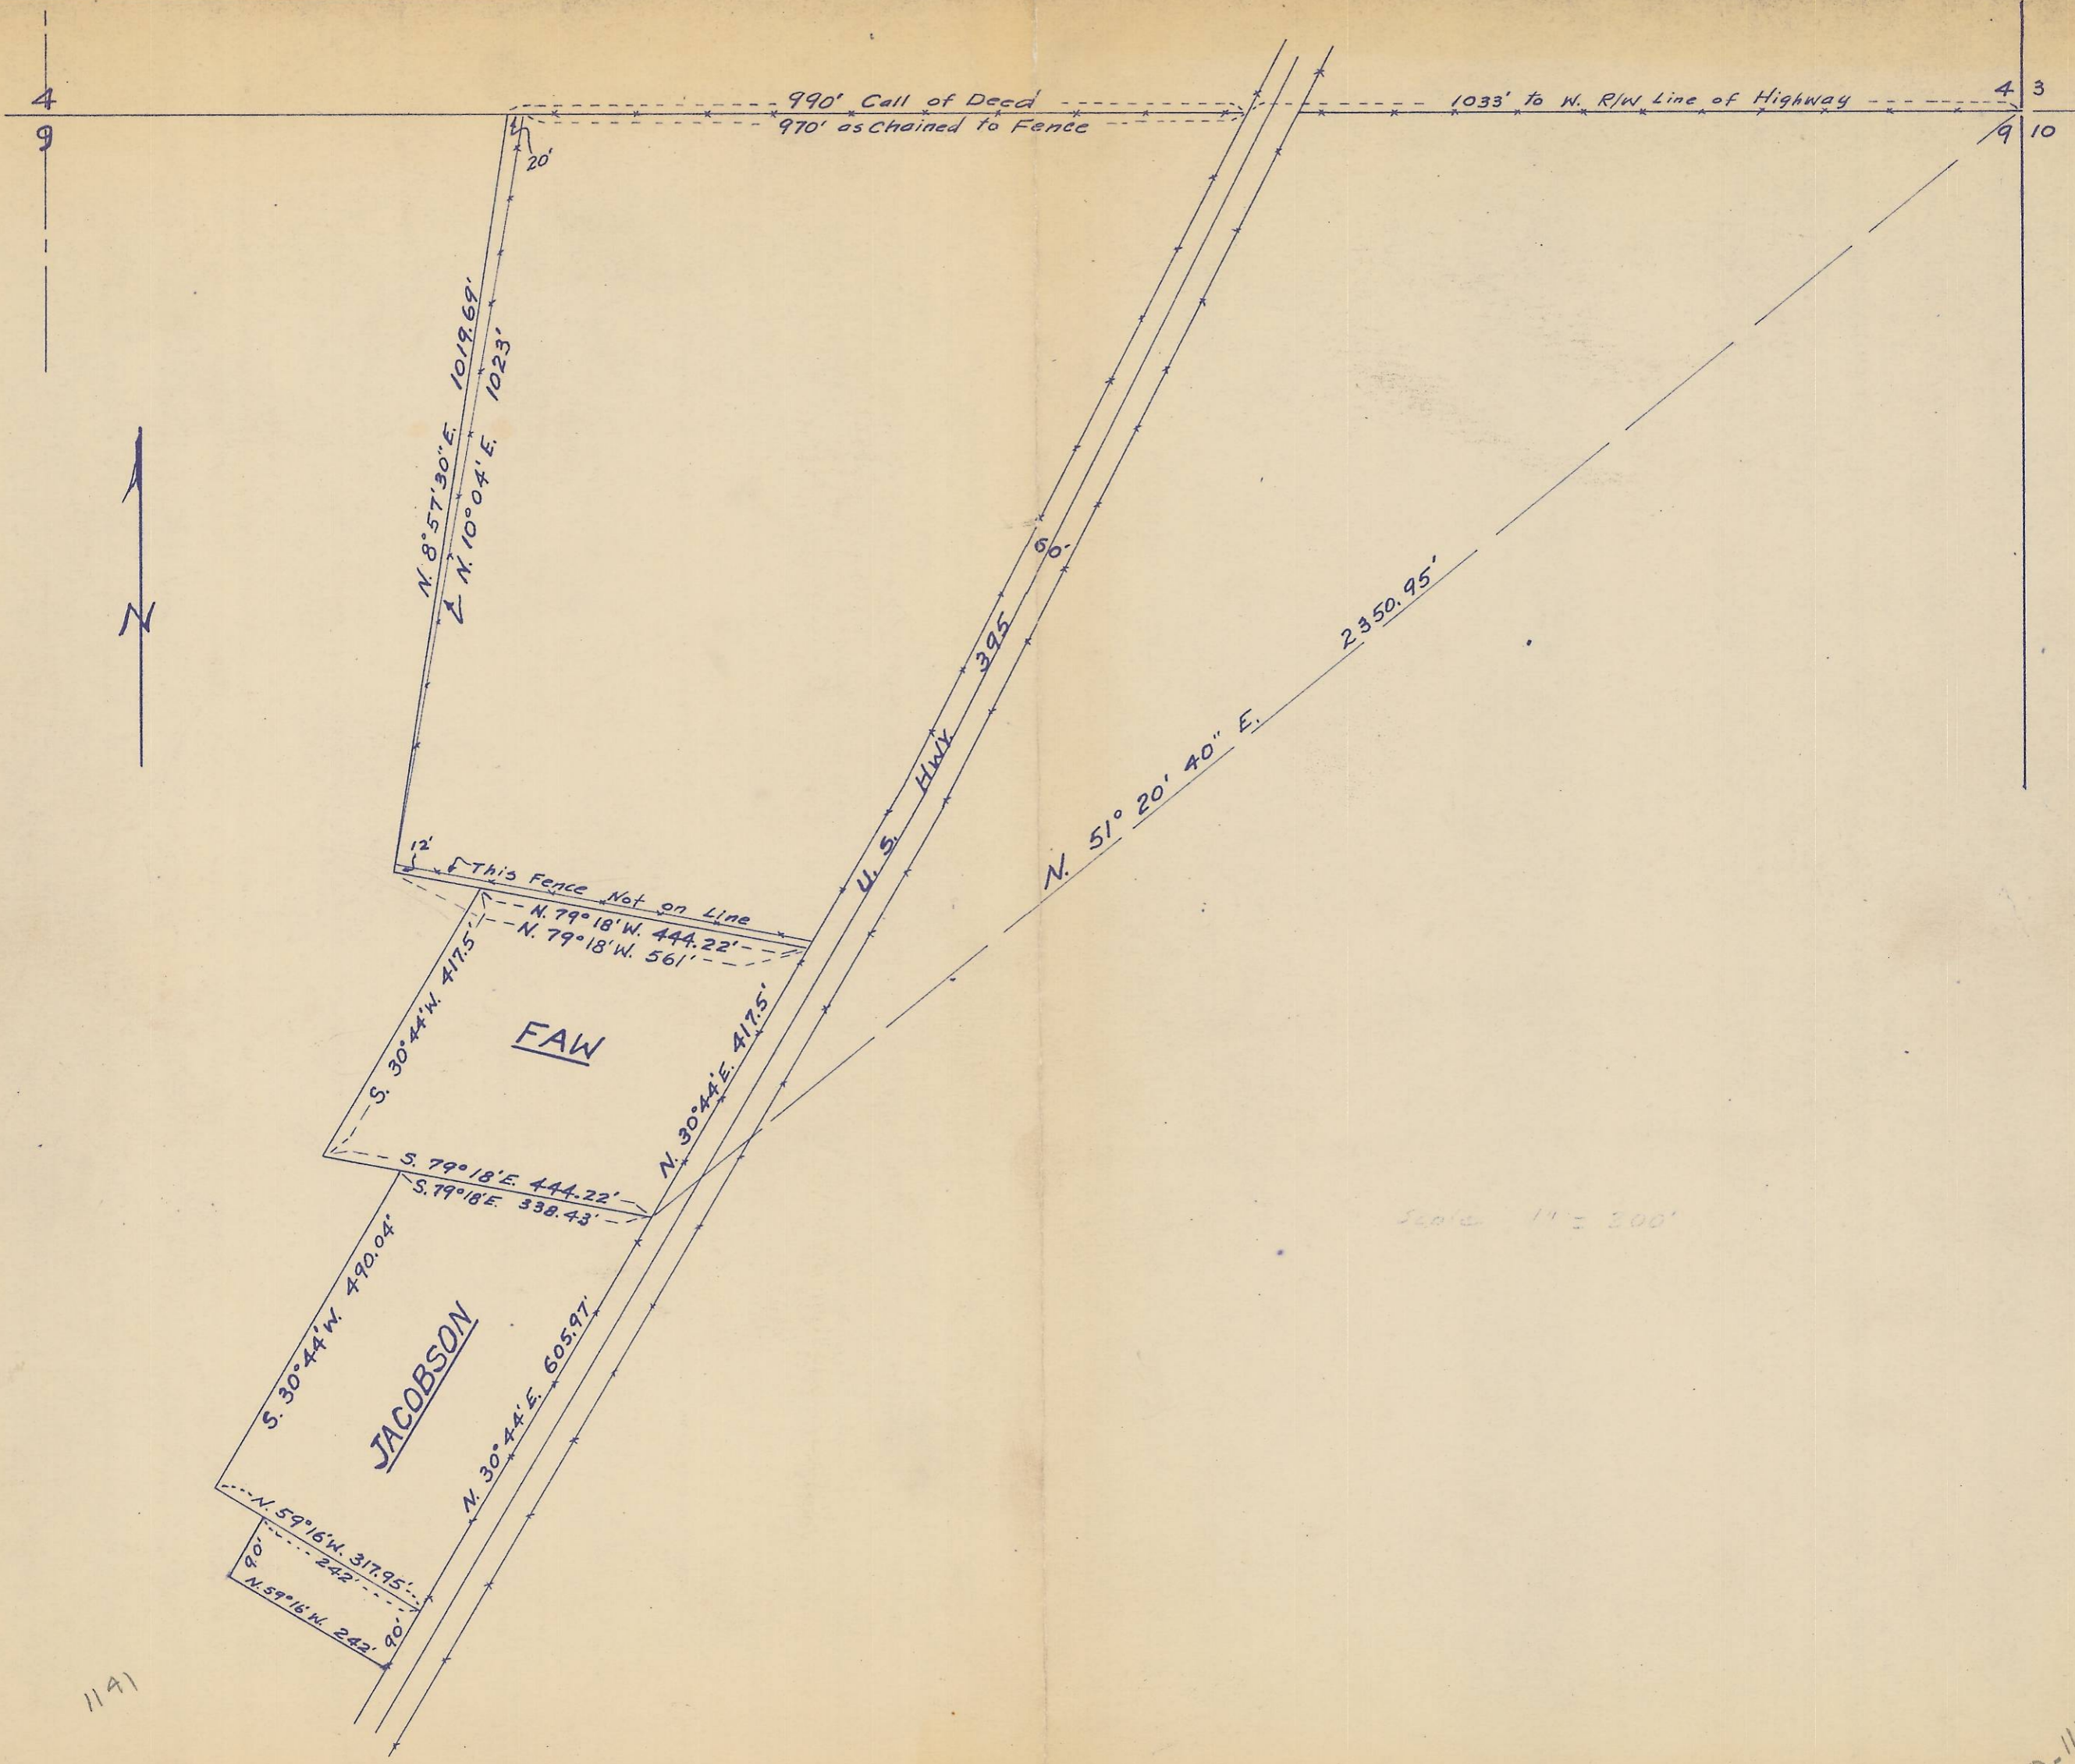 4
9
990' Call of Deed
970' as Chained to Fence
20'
1033' to W. R/W Line of Highway
4 3
9 10
N. 8° 57' 30" E. 1019.69'
N. 10° 04' E. 1023'
N
60'
U. S. HWY. 395
N. 51° 20' 40" E. 2350.95'
12'
This Fence Not on Line
N. 79° 18' W. 444.22'
N. 79° 18' W. 561'
S. 30° 44' W. 417.5'
FAW
N. 30° 44' E. 417.5'
S. 79° 18' E. 444.22'
S. 79° 18' E. 338.43'
Scale 1" = 200'
S. 30° 44' W. 490.04'
JACOBSON
N. 30° 44' E. 605.97'
N. 59° 16' W. 317.95'
242'
90'
N. 59° 16' W. 242'
90'
1141